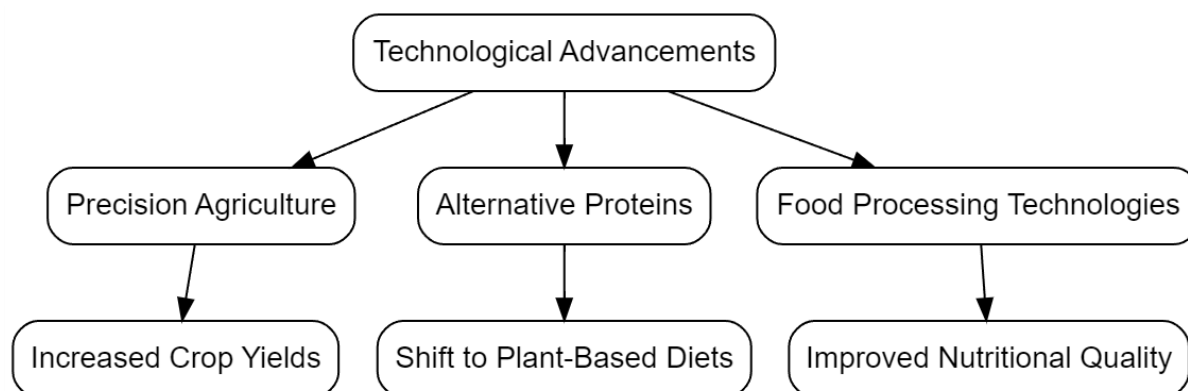 Technological Advancements
Precision Agriculture
Alternative Proteins
Food Processing Technologies
Increased Crop Yields
Shift to Plant-Based Diets
Improved Nutritional Quality